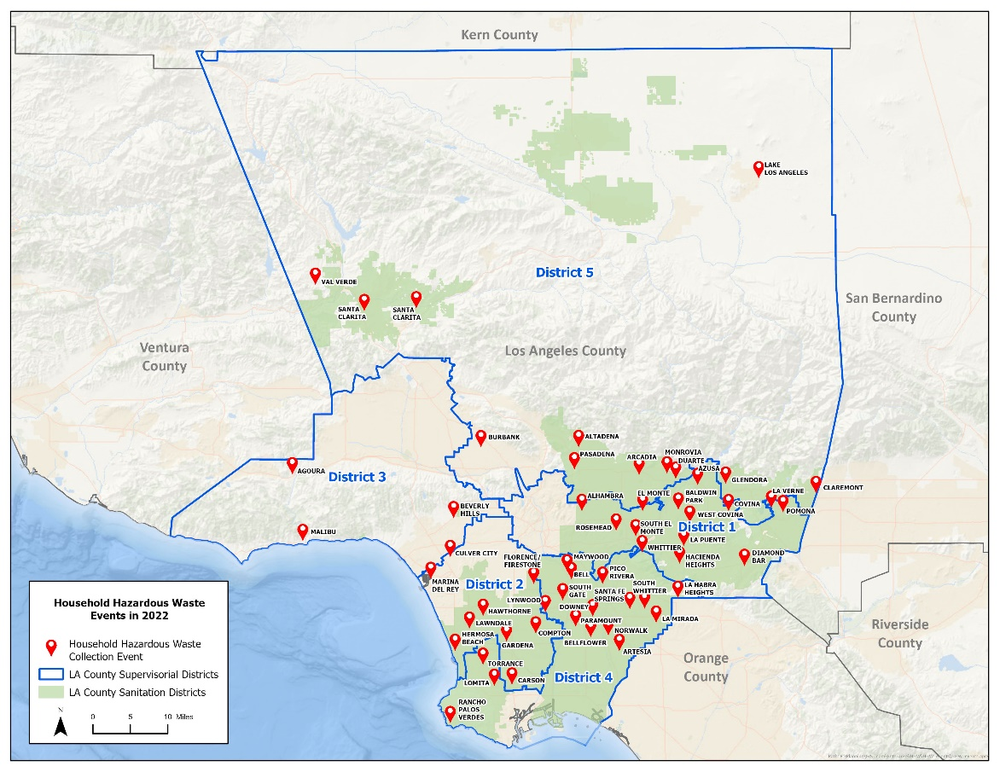 Kern County
LAKE
LOS ANGELES
District 5
VAL VERDE
SANTA
CLARITA
SANTA
CLARITA
San Bernardino
County
Ventura
County
Los Angeles County
BURBANK
ALTADENA
PASADENA
ARCADIA
MONROVIA
DUARTE
AZUSA
GLENDORA
AGOURA
District 3
CLAREMONT
LA VERNE
POMONA
ALHAMBRA
EL MONTE
BALDWIN
PARK
COVINA
WEST COVINA
BEVERLY
HILLS
MALIBU
ROSEMEAD
SOUTH EL
MONTE
District 1
LA PUENTE
WHITTIER
HACIENDA
HEIGHTS
DIAMOND
BAR
CULVER CITY
FLORENCE/
FIRESTONE
MAYWOOD
BELL
PICO
RIVERA
MARINA
DEL REY
District 2
SOUTH
GATE
SANTA FE
SPRINGS
SOUTH
WHITTIER
LA HABRA
HEIGHTS
LYNWOOD
DOWNEY
HAWTHORNE
LAWNDALE
PARAMOUNT
LA MIRADA
COMPTON
NORWALK
BELLFLOWER
HERMOSA
BEACH
GARDENA
ARTESIA
TORRANCE
LOMITA
CARSON
District 4
Orange
County
Riverside
County
RANCHO
PALOS
VERDES
Household Hazardous Waste
Events in 2022
Household Hazardous Waste
Collection Event
LA County Supervisorial Districts
LA County Sanitation Districts
N
0 5 10 Miles